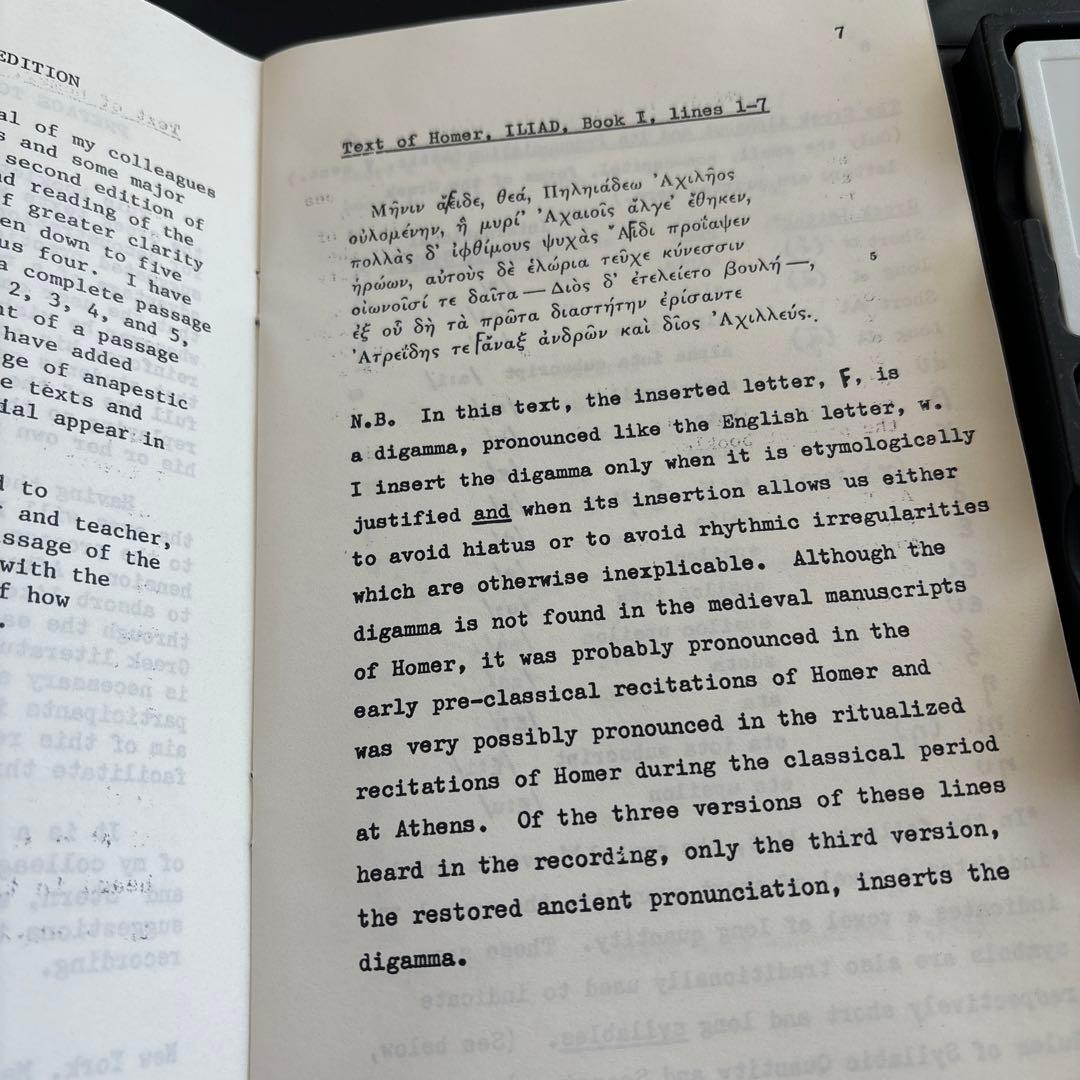 EDITION
al of my colleagues
s and some major
second edition of
d reading of the
f greater clarity
en down to five
us four. I have
a complete passage
2, 3, 4, and 5,
nt of a passage
have added
ge of anapestic
e texts and
ial appear in
d to
r and teacher,
ssage of the
with the
f how
7
Text of Homer, ILIAD, Book I, lines 1-7
Μῆνιν ἄϝειδε, θεά, Πηληιάδεω Ἀχιλῆος
οὐλομένην, ἣ μυρί' Ἀχαιοῖς ἄλγε' ἔθηκεν,
πολλὰς δ' ἰφθίμους ψυχὰς Ἄϝιδι προΐαψεν
ἡρώων, αὐτοὺς δὲ ἑλώρια τεῦχε κύνεσσιν
οἰωνοῖσί τε δαῖτα — Διὸς δ' ἐτελείετο βουλή —, 5
ἐξ οὗ δὴ τὰ πρῶτα διαστήτην ἐρίσαντε
Ἀτρεΐδης τε ϝάναξ ἀνδρῶν καὶ δῖος Ἀχιλλεύς.
N.B. In this text, the inserted letter, F, is
a digamma, pronounced like the English letter, w.
I insert the digamma only when it is etymologically
justified and when its insertion allows us either
to avoid hiatus or to avoid rhythmic irregularities
which are otherwise inexplicable. Although the
digamma is not found in the medieval manuscripts
of Homer, it was probably pronounced in the
early pre-classical recitations of Homer and
was very possibly pronounced in the ritualized
recitations of Homer during the classical period
at Athens. Of the three versions of these lines
heard in the recording, only the third version,
the restored ancient pronunciation, inserts the
digamma.